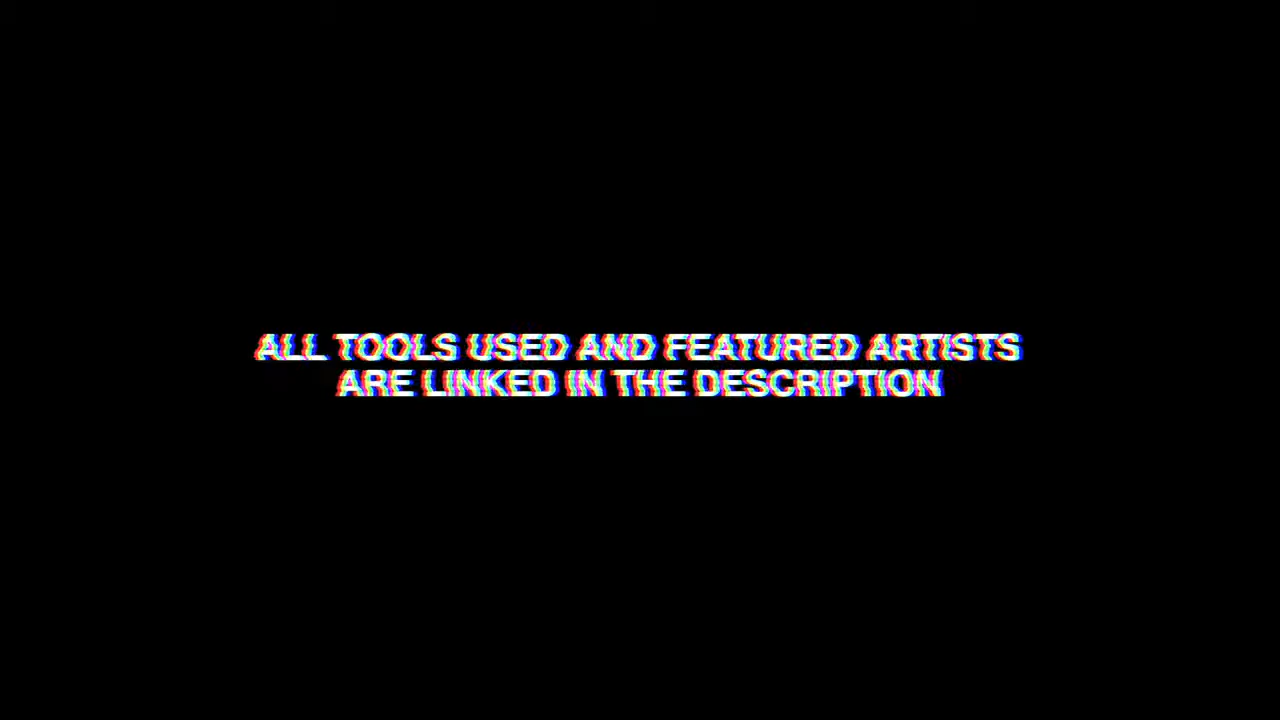 ALL TOOLS USED AND FEATURED ARTISTS
ARE LINKED IN THE DESCRIPTION